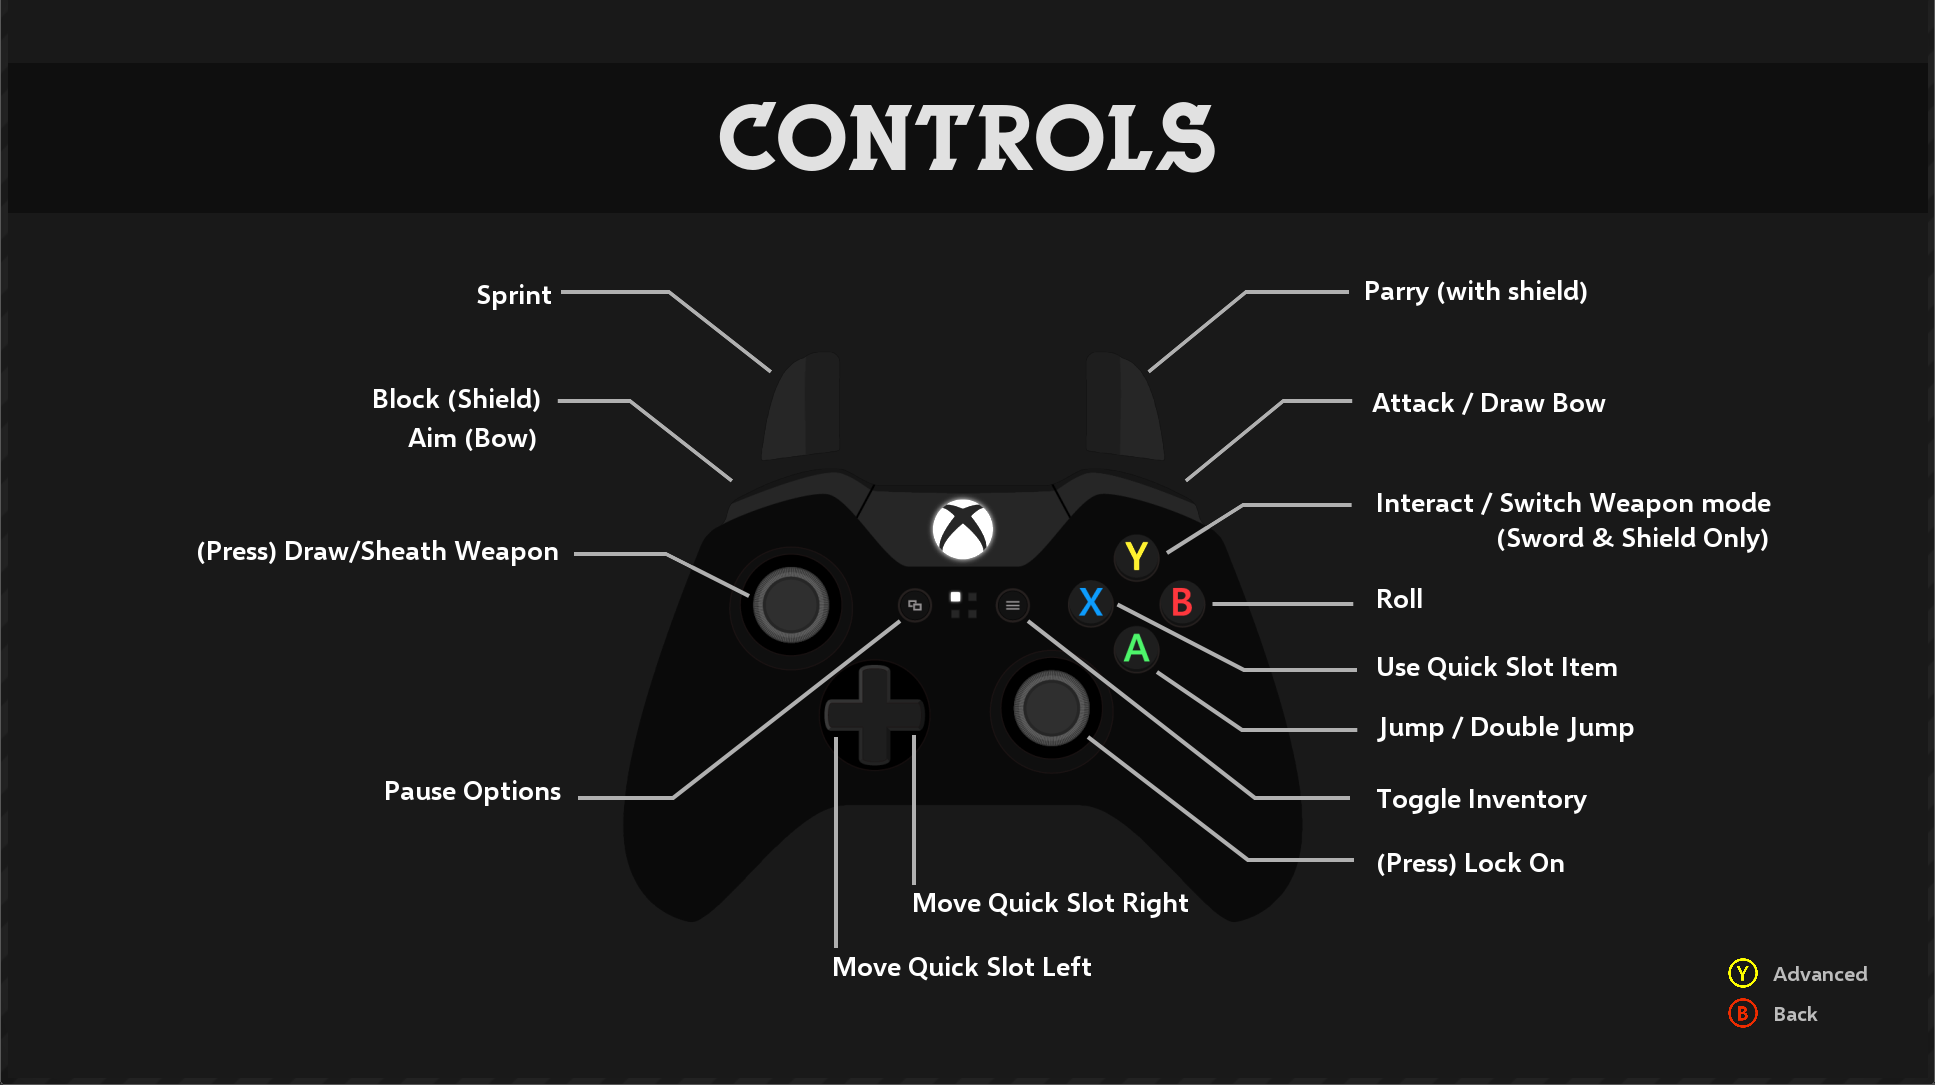 CONTROLS
Sprint
Parry (with shield)
Block (Shield)
Aim (Bow)
Attack / Draw Bow
Interact / Switch Weapon mode
(Sword & Shield Only)
(Press) Draw/Sheath Weapon
Y
X
B
Roll
A
Use Quick Slot Item
Jump / Double Jump
Pause Options
Toggle Inventory
(Press) Lock On
Move Quick Slot Right
Move Quick Slot Left
Y Advanced
B Back